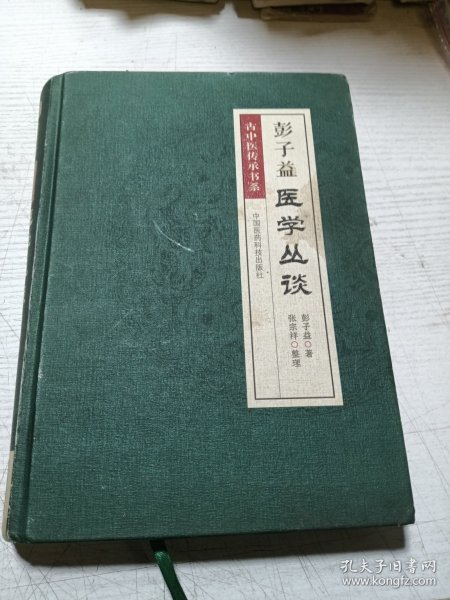 古中医传承书系
彭子益医学丛谈
中国医药科技出版社
彭子益○著
张宗祥○整理
孔夫子旧书网
www.kongfz.com